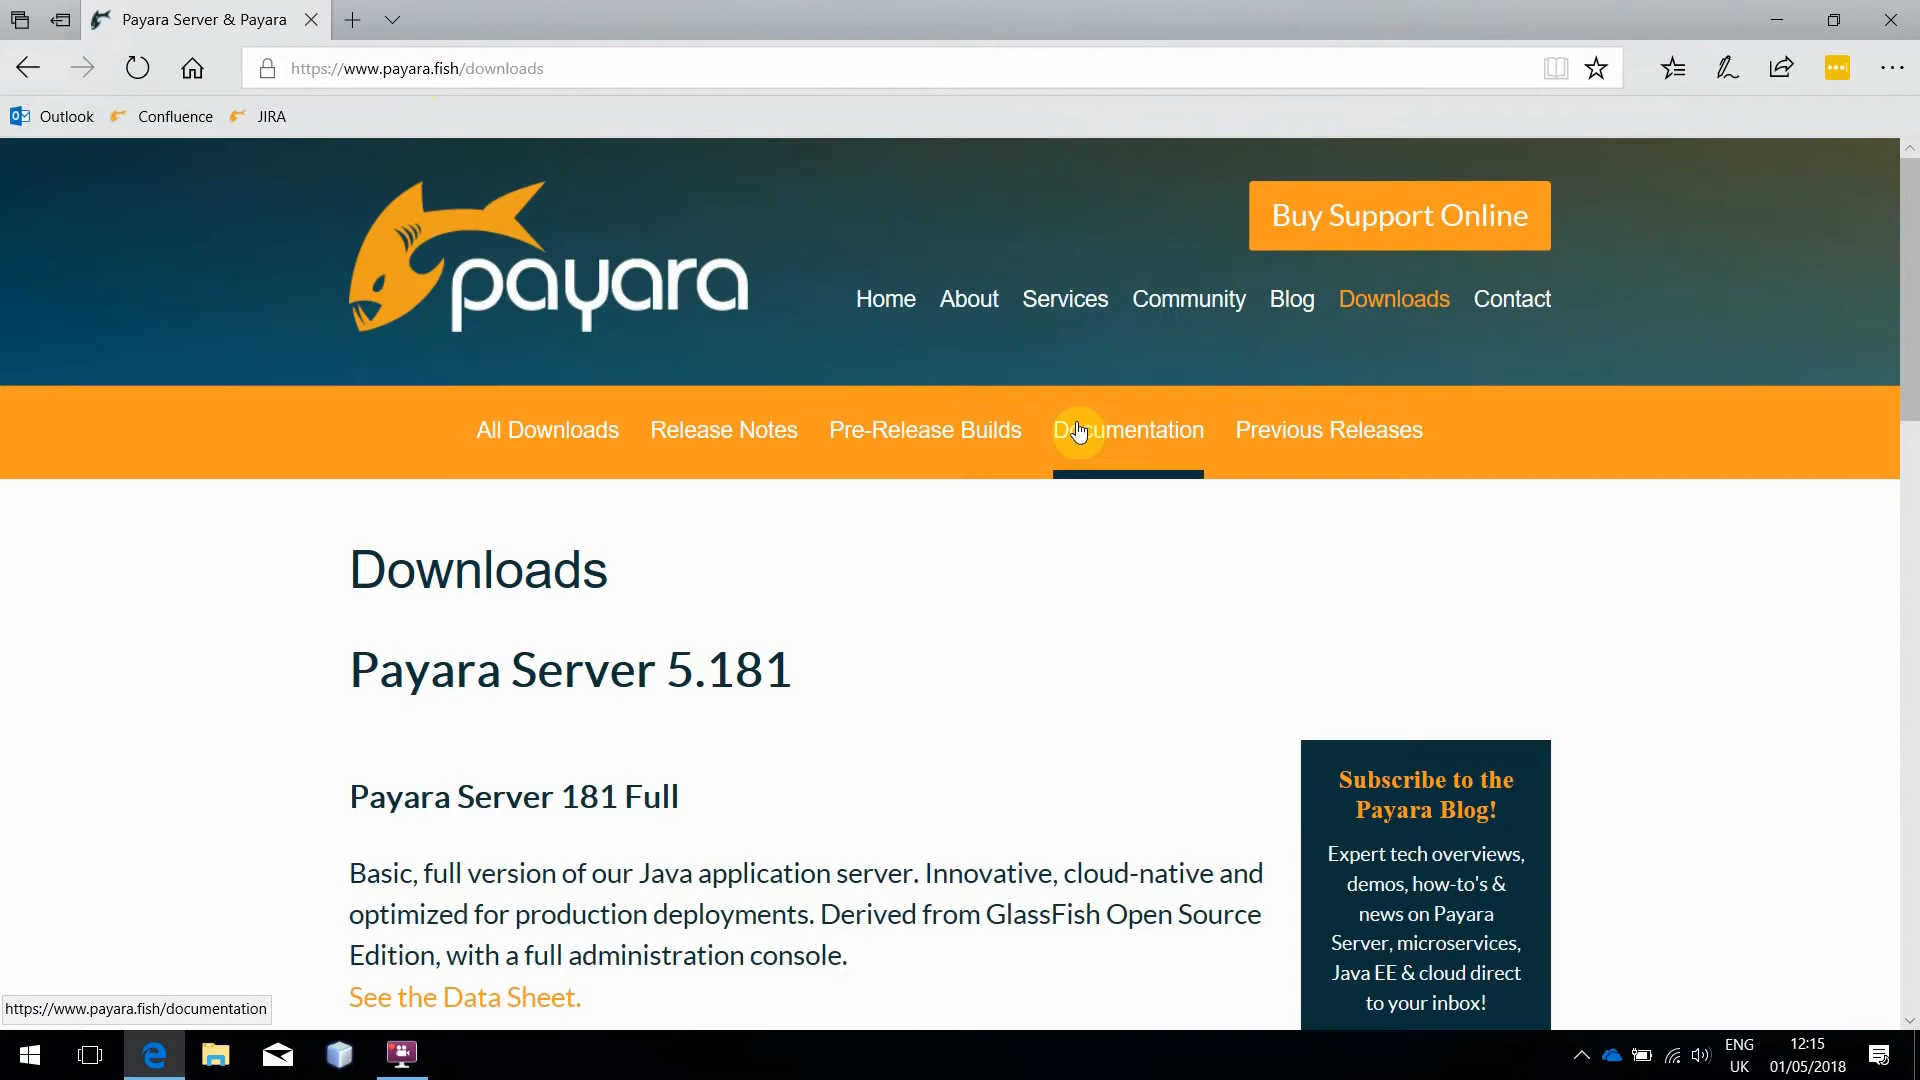 Payara Server & Payara
https://www.payara.fish/downloads
Outlook Confluence JIRA
payara
Buy Support Online
Home About Services Community Blog Downloads Contact
All Downloads Release Notes Pre-Release Builds Documentation Previous Releases
Downloads
Payara Server 5.181
Payara Server 181 Full
Basic, full version of our Java application server. Innovative, cloud-native and
optimized for production deployments. Derived from GlassFish Open Source
Edition, with a full administration console.
See the Data Sheet.
Subscribe to the
Payara Blog!
Expert tech overviews,
demos, how-to's &
news on Payara
Server, microservices,
Java EE & cloud direct
to your inbox!
https://www.payara.fish/documentation
ENG
UK
12:15
01/05/2018